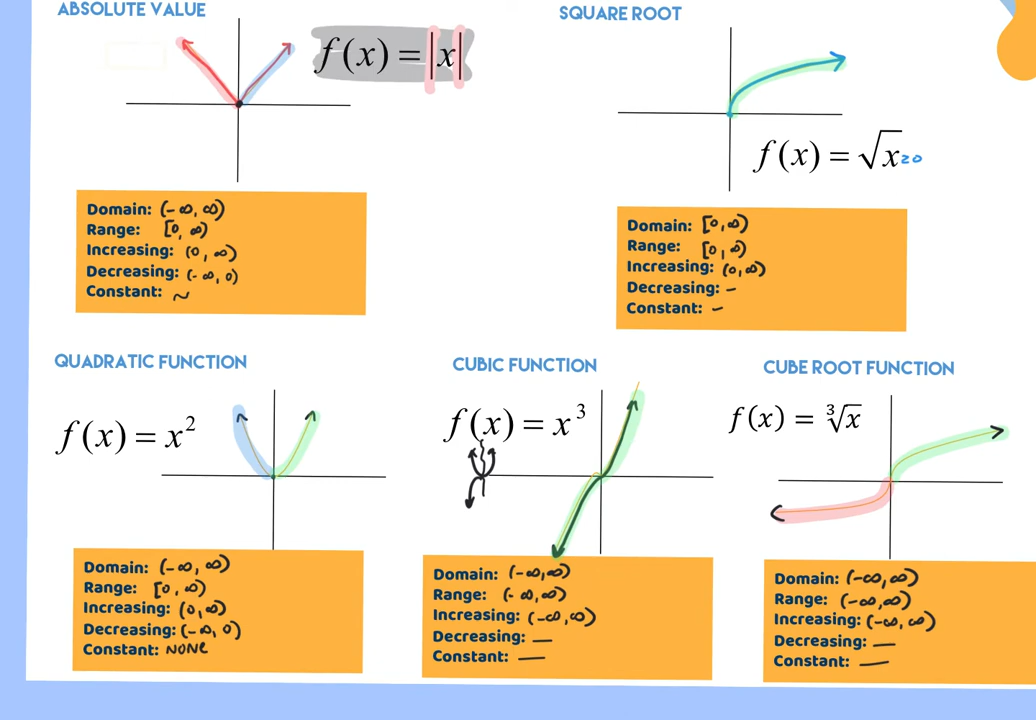 ABSOLUTE VALUE
f(x) = |x|
Domain: (-∞, ∞)
Range: [0, ∞)
Increasing: (0, ∞)
Decreasing: (-∞, 0)
Constant: ~
SQUARE ROOT
f(x) = √x ≥0
Domain: [0, ∞)
Range: [0, ∞)
Increasing: (0, ∞)
Decreasing: -
Constant: -
QUADRATIC FUNCTION
f(x) = x²
Domain: (-∞, ∞)
Range: [0, ∞)
Increasing: (0, ∞)
Decreasing: (-∞, 0)
Constant: NONE
CUBIC FUNCTION
f(x) = x³
Domain: (-∞, ∞)
Range: (-∞, ∞)
Increasing: (-∞, ∞)
Decreasing: —
Constant: —
CUBE ROOT FUNCTION
f(x) = ∛x
Domain: (-∞, ∞)
Range: (-∞, ∞)
Increasing: (-∞, ∞)
Decreasing: —
Constant: —